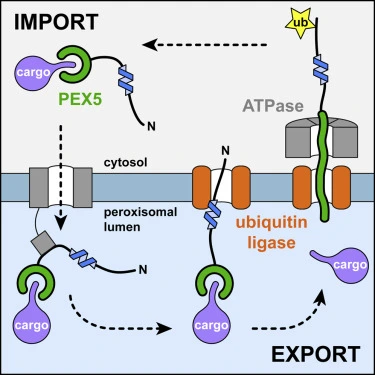 IMPORT
ub
cargo
PEX5
ATPase
N
cytosol
peroxisomal
lumen
N
ubiquitin
ligase
N
cargo
cargo
cargo
EXPORT